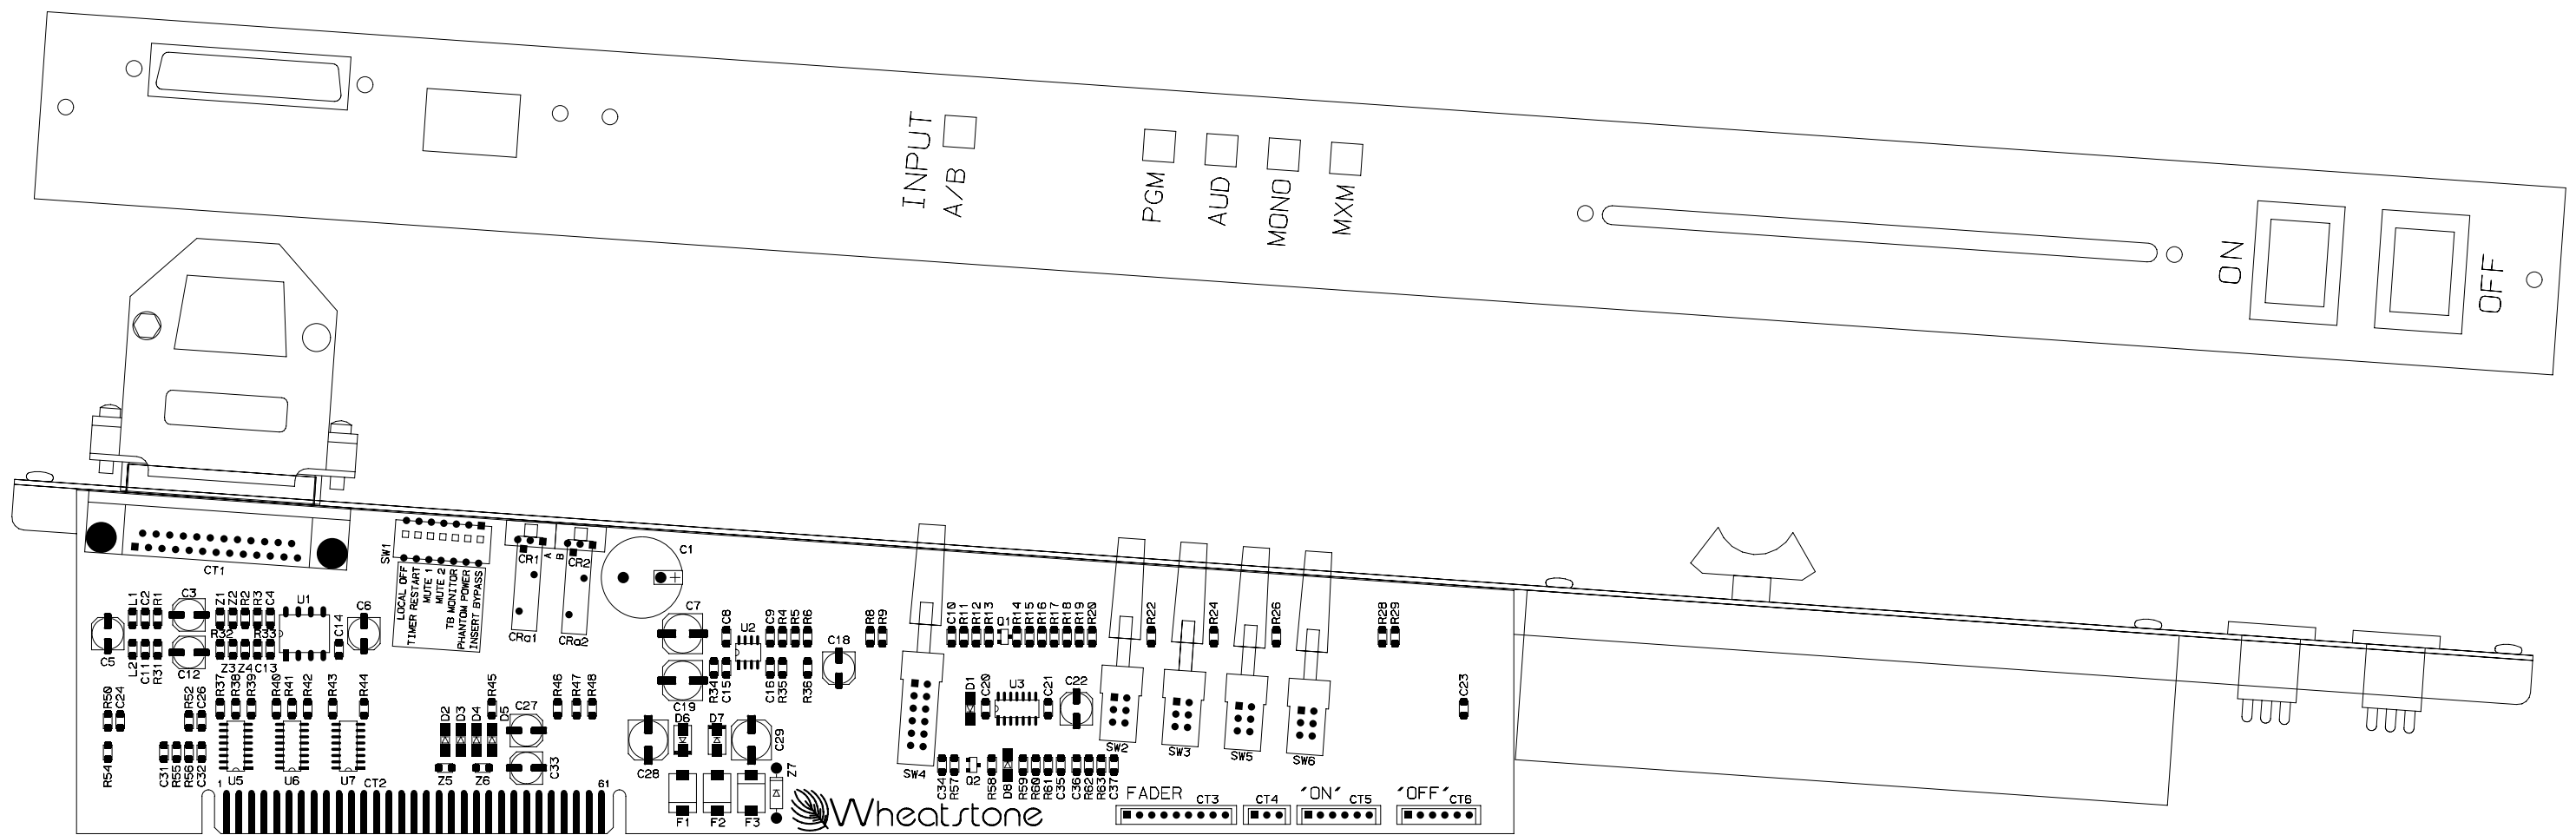 INPUT
A/B
PGM
AUD
MONO
MXM
ON
OFF
CT1
SW1
LOCAL OFF
TIMER RESTART
MUTE 1
MUTE 2
TB MONITOR
PHANTOM POWER
INSERT BYPASS
CR1
A
B
CR2
CRa1
CRa2
C1
+
L1
C2
R1
C3
Z1
Z2
R2
R3
C4
U1
C6
C14
R32
R33
C5
L2
C11
R31
C12
Z3
Z4
R34
C13
C7
C8
U2
C9
R4
R5
R6
C18
R8
R9
C10
R11
R12
R13
Q1
R14
R15
R16
R17
R18
R19
R20
R22
R24
R26
R28
R29
R50
C24
R52
C26
R37
R38
R39
R40
R41
R42
R43
R44
D2
D3
D4
D5
R45
C27
R46
R47
R48
C19
C15
C16
R35
R36
D6
D7
C29
C28
D1
C20
U3
C21
C22
C23
R54
C31
R55
R56
C32
U5
U6
U7
1
CT2
Z5
Z6
C33
61
Z7
F1
F2
F3
SW4
C34
R57
Q2
R58
D8
R59
R60
R61
C35
C36
R62
R63
C37
SW2
SW3
SW5
SW6
Wheatstone
FADER
CT3
CT4
'ON'
CT5
'OFF'
CT6